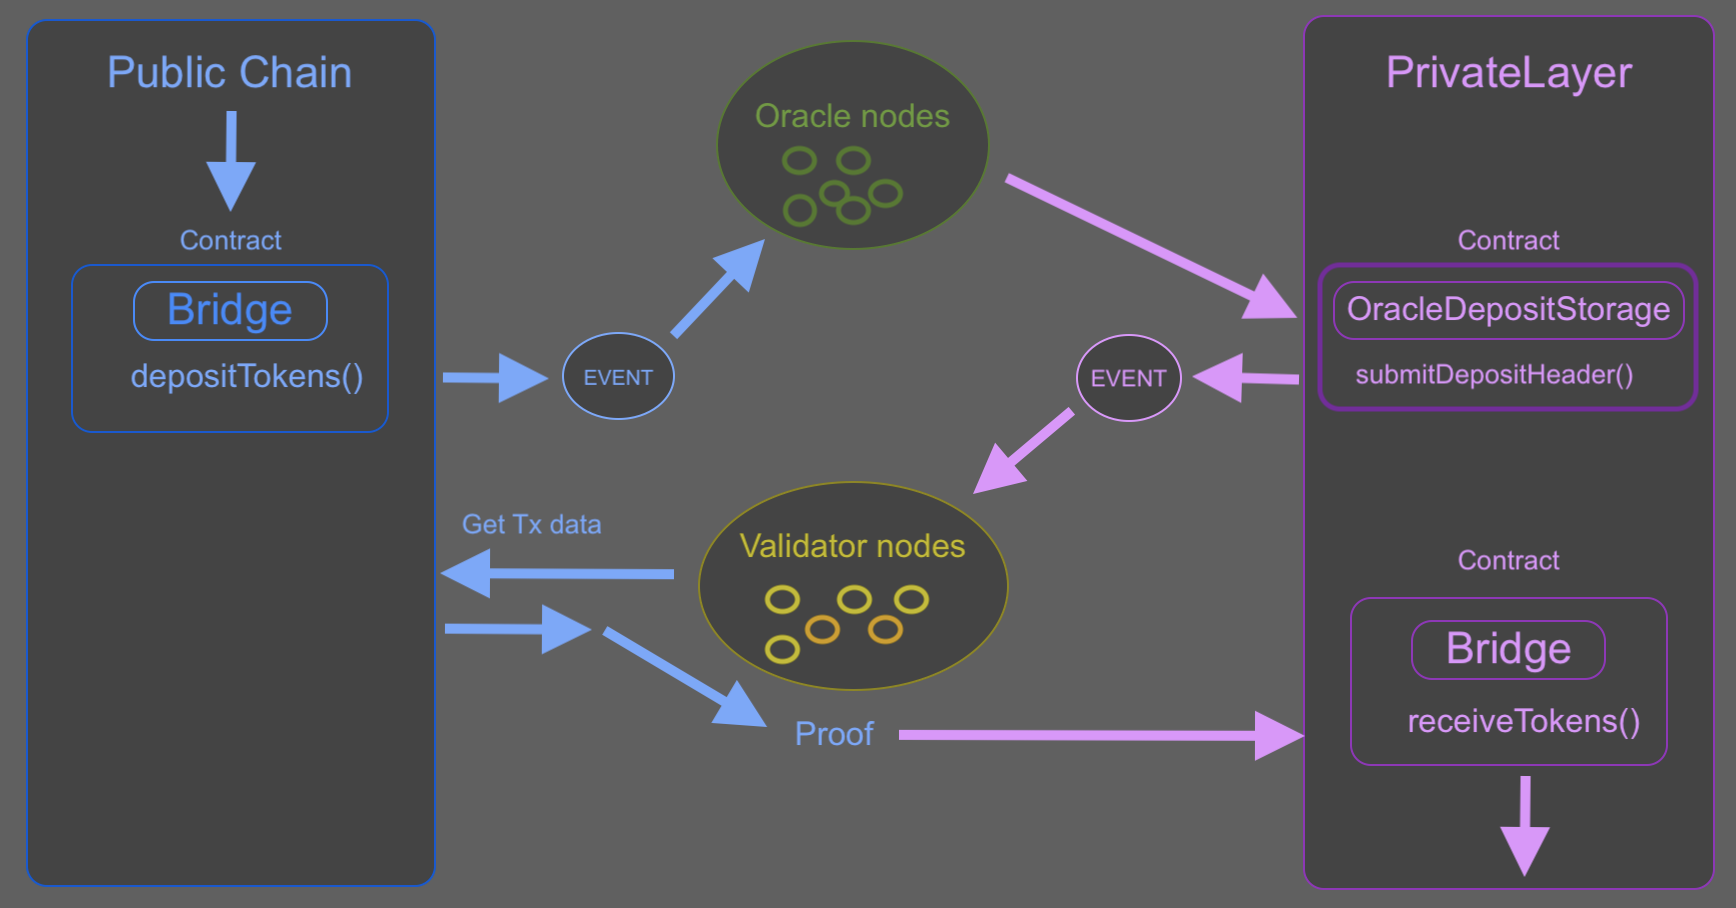 Public Chain
Contract
Bridge
depositTokens()
EVENT
Oracle nodes
PrivateLayer
Contract
OracleDepositStorage
submitDepositHeader()
EVENT
Validator nodes
Get Tx data
Proof
Contract
Bridge
receiveTokens()